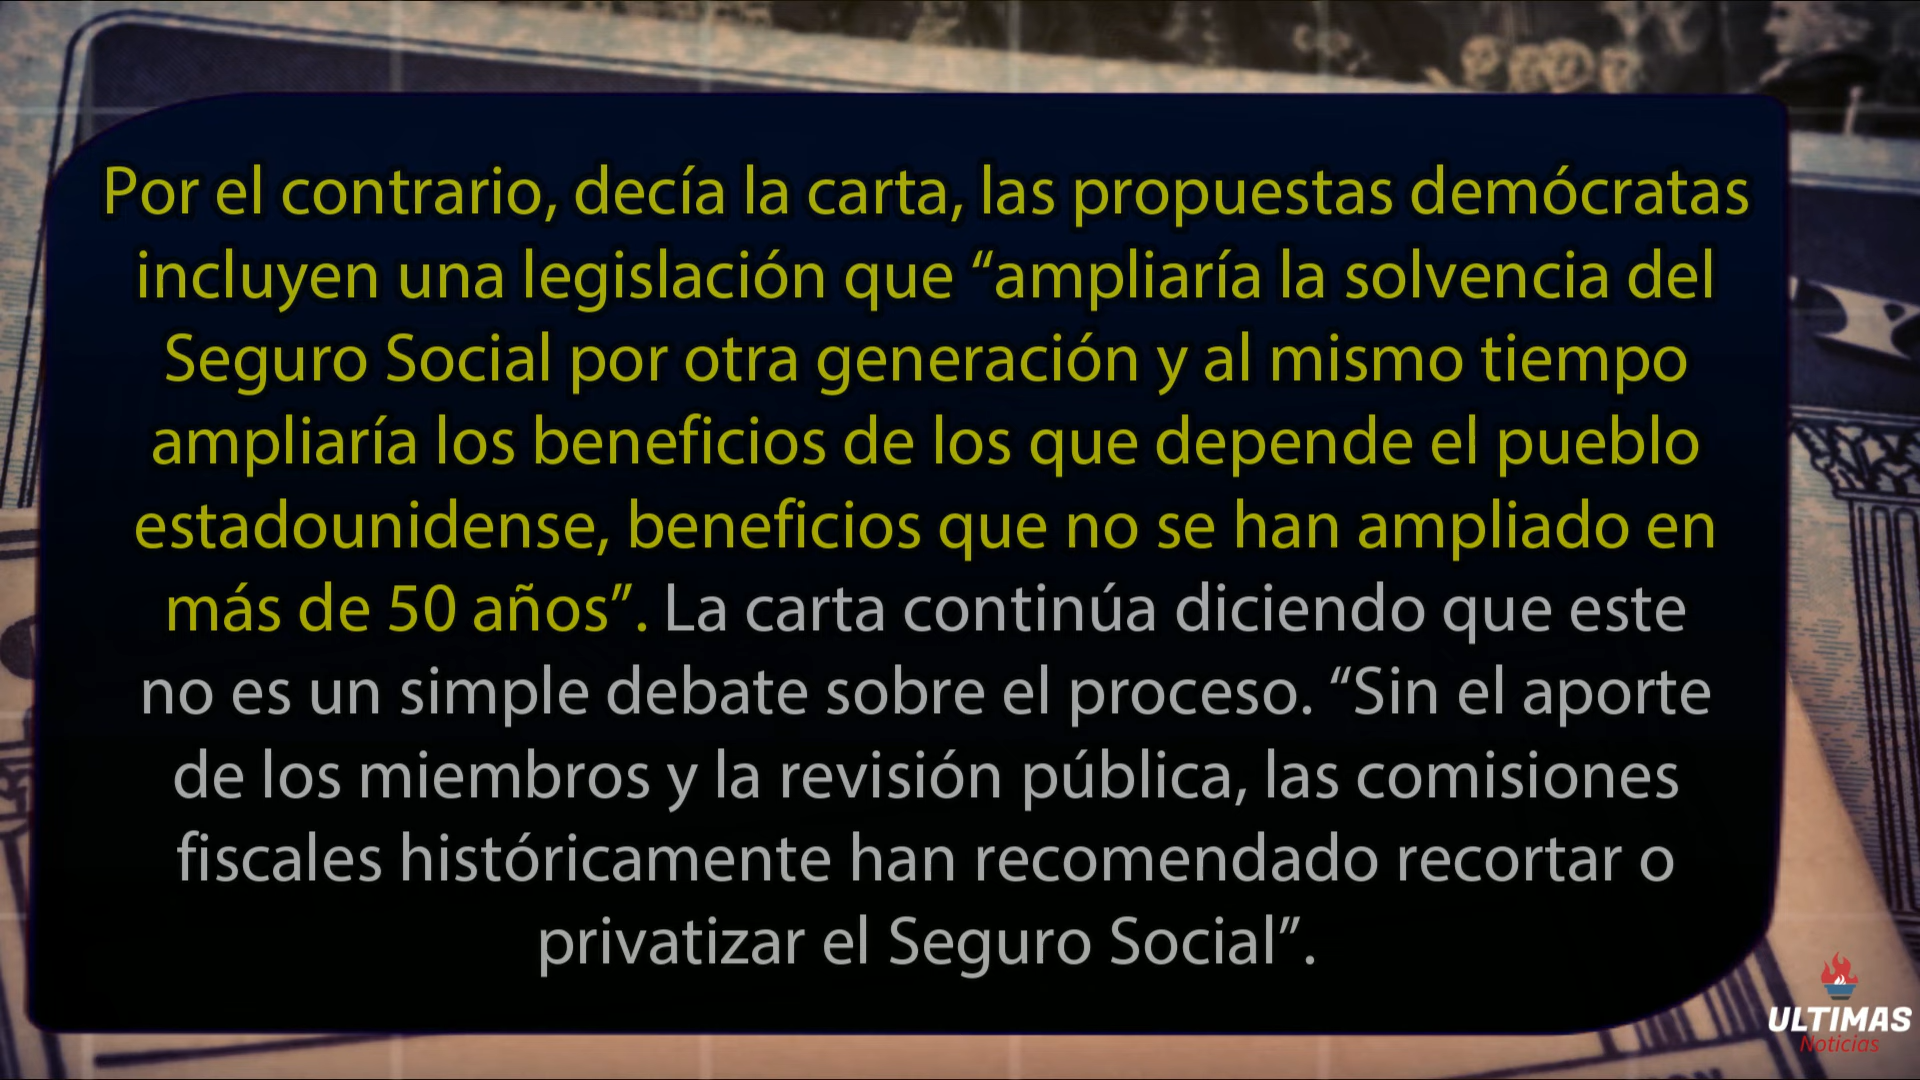 Por el contrario, decía la carta, las propuestas demócratas
incluyen una legislación que “ampliaría la solvencia del
Seguro Social por otra generación y al mismo tiempo
ampliaría los beneficios de los que depende el pueblo
estadounidense, beneficios que no se han ampliado en
más de 50 años”. La carta continúa diciendo que este
no es un simple debate sobre el proceso. “Sin el aporte
de los miembros y la revisión pública, las comisiones
fiscales históricamente han recomendado recortar o
privatizar el Seguro Social”.
ULTIMAS
Noticias